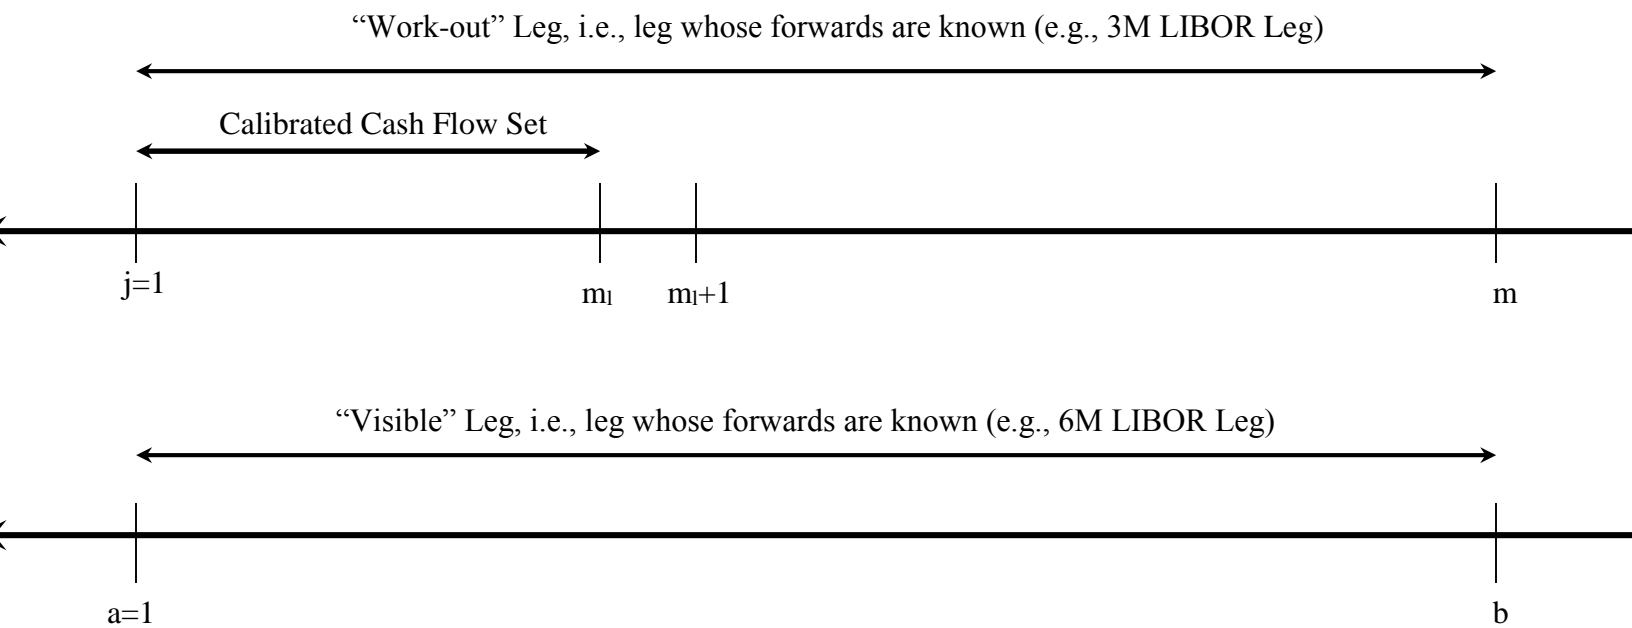 “Work-out” Leg, i.e., leg whose forwards are known (e.g., 3M LIBOR Leg)
Calibrated Cash Flow Set
j=1
mₗ
mₗ+1
m
“Visible” Leg, i.e., leg whose forwards are known (e.g., 6M LIBOR Leg)
a=1
b